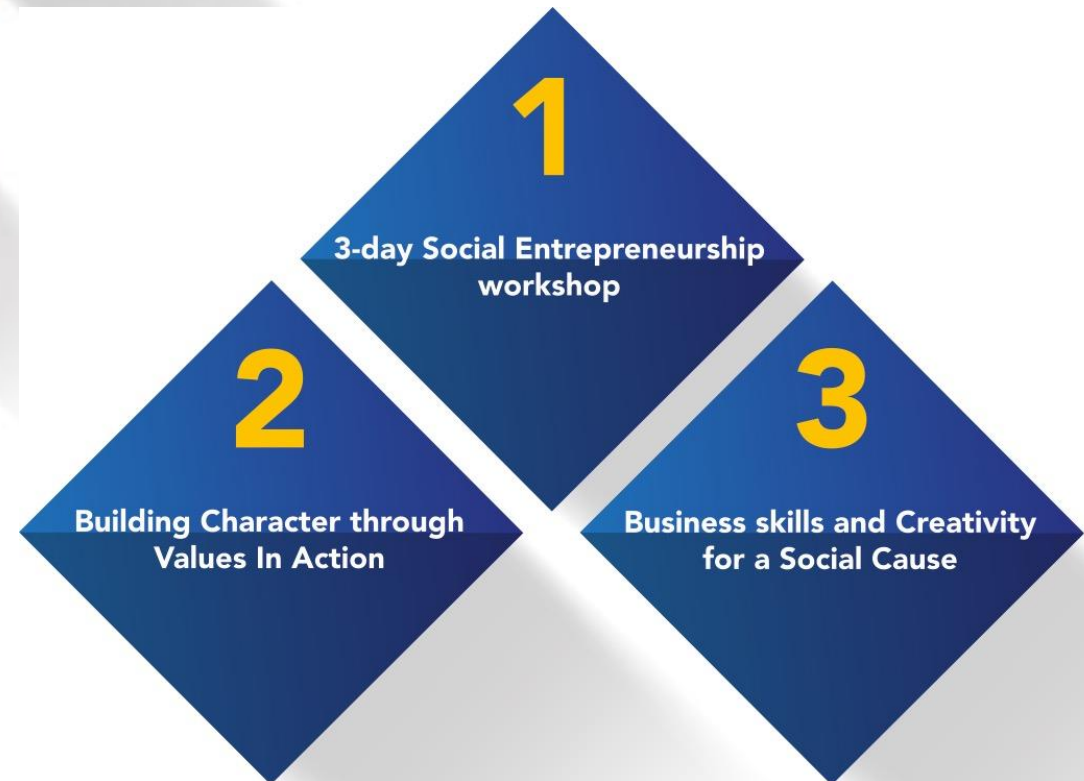 1
3-day Social Entrepreneurship
workshop
2
Building Character through
Values In Action
3
Business skills and Creativity
for a Social Cause